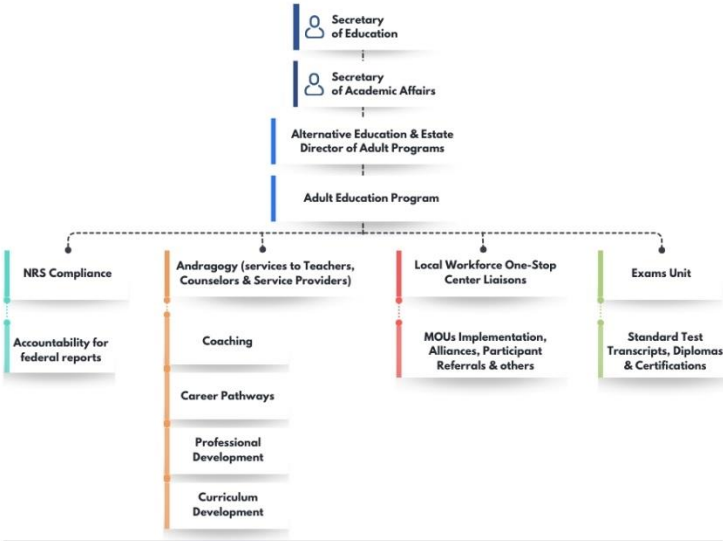 Secretary
of Education
Secretary
of Academic Affairs
Alternative Education & Estate
Director of Adult Programs
Adult Education Program
NRS Compliance
Accountability for
federal reports
Andragogy (services to Teachers,
Counselors & Service Providers)
Coaching
Career Pathways
Professional
Development
Curriculum
Development
Local Workforce One-Stop
Center Liaisons
MOUs Implementation,
Alliances, Participant
Referrals & others
Exams Unit
Standard Test
Transcripts, Diplomas
& Certifications